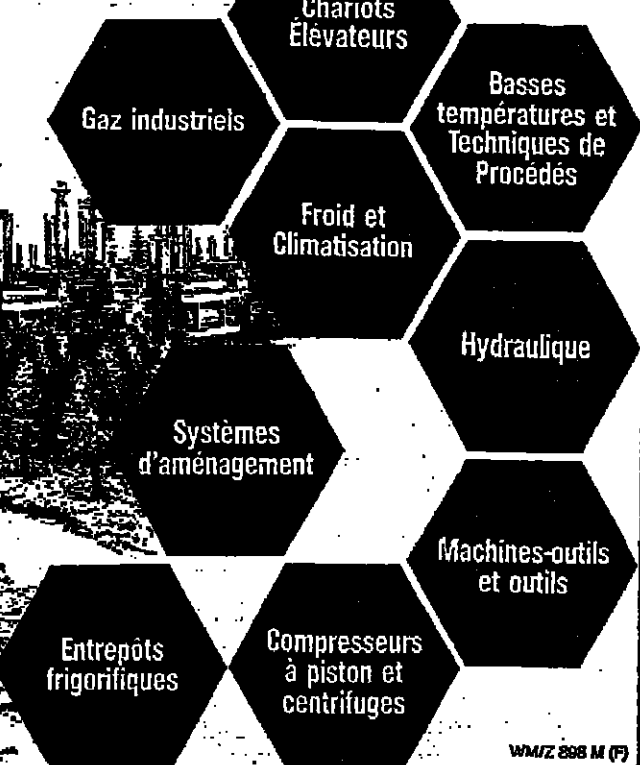 Chariots
Élévateurs
Gaz industriels
Basses
températures et
Techniques de
Procédés
Froid et
Climatisation
Hydraulique
Systèmes
d'aménagement
Machines-outils
et outils
Entrepôts
frigorifiques
Compresseurs
à piston et
centrifuges
WM/Z 898 M (F)